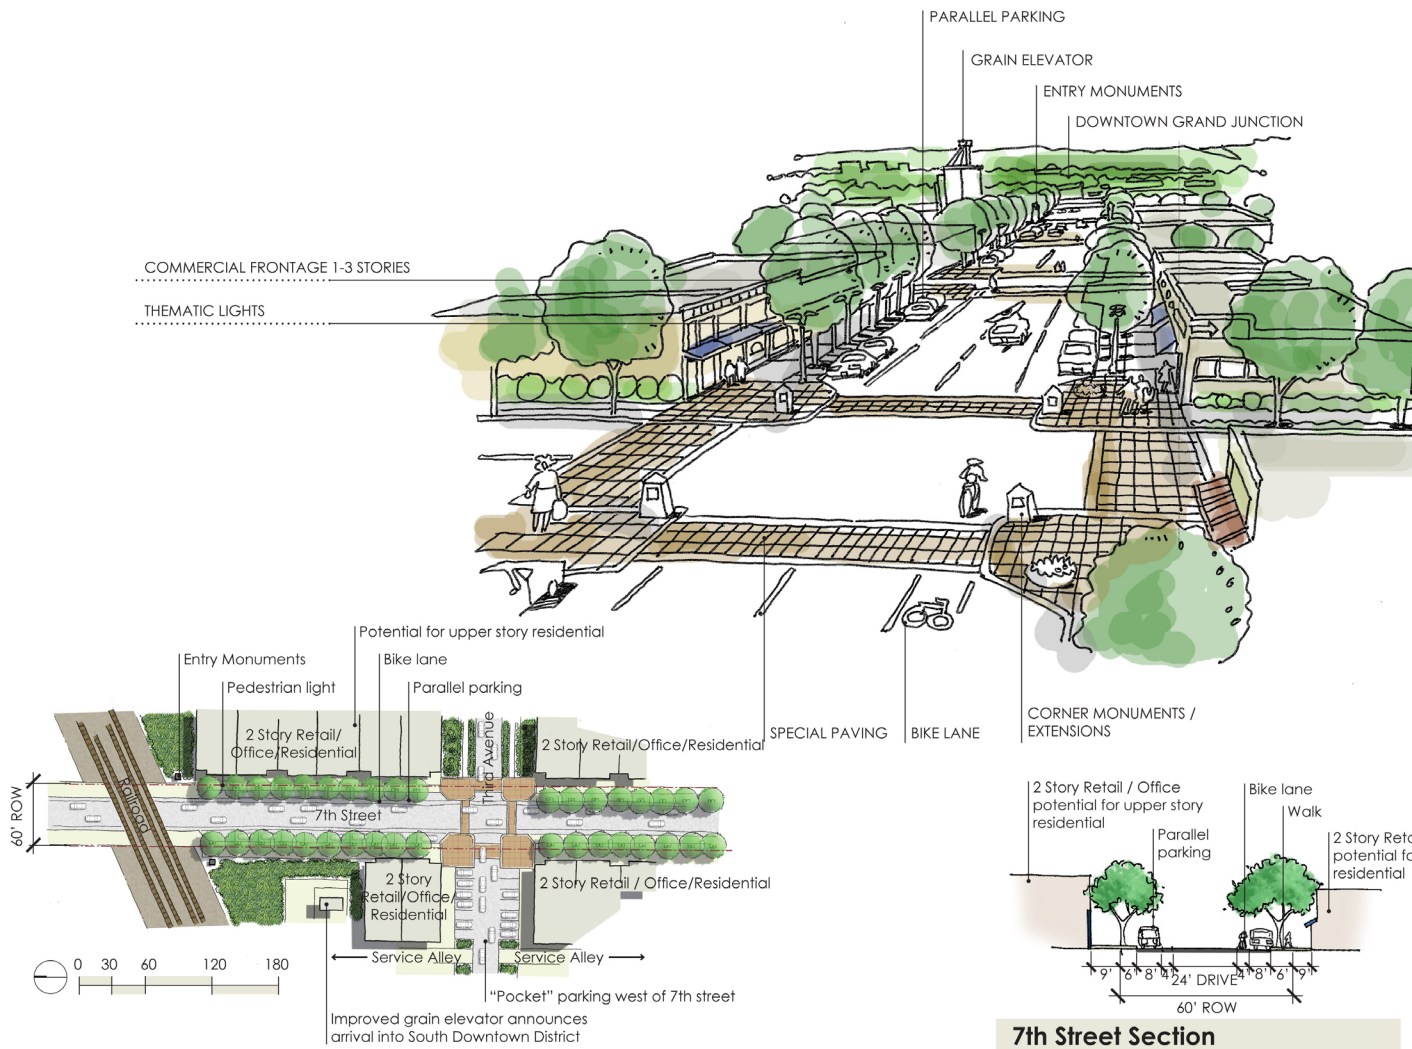 PARALLEL PARKING
GRAIN ELEVATOR
ENTRY MONUMENTS
DOWNTOWN GRAND JUNCTION
COMMERCIAL FRONTAGE 1-3 STORIES
THEMATIC LIGHTS
SPECIAL PAVING
BIKE LANE
CORNER MONUMENTS /
EXTENSIONS
Potential for upper story residential
Entry Monuments
Bike lane
Pedestrian light
Parallel parking
2 Story Retail/
Office/Residential
Third Avenue
2 Story Retail/Office/Residential
Railroad
7th Street
60' ROW
2 Story
Retail/Office/
Residential
2 Story Retail / Office/Residential
Service Alley
Service Alley
0 30 60 120 180
"Pocket" parking west of 7th street
Improved grain elevator announces
arrival into South Downtown District
2 Story Retail / Office
potential for upper story
residential
Parallel
parking
Bike lane
Walk
2 Story Reta
potential fo
residential
9' 6' 8' 4' 24' DRIVE 4' 8' 6' 9'
60' ROW
7th Street Section